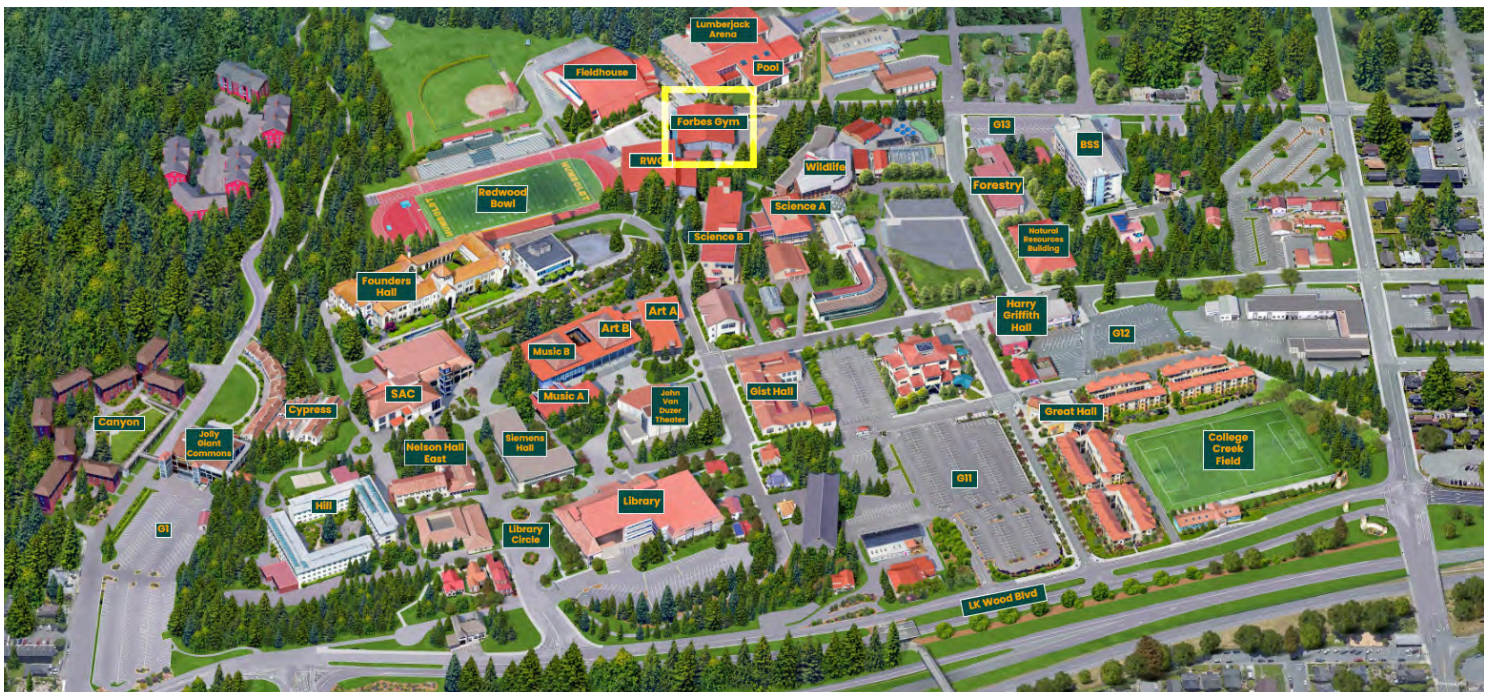 Lumberjack
Arena
Pool
Fieldhouse
Forbes Gym
G13
BSS
RWC
Wildlife
Forestry
Redwood
Bowl
HUMBOLDT
HUMBOLDT
Science A
Science B
Natural
Resources
Building
Founders
Hall
Art A
Art B
Harry
Griffith
Hall
G12
Music B
Music A
SAC
John
Van
Duzer
Theater
Gist Hall
Great Hall
Canyon
Cypress
Jolly
Giant
Commons
Nelson Hall
East
Siemens
Hall
College
Creek
Field
G11
Hill
Library
G1
Library
Circle
LK Wood Blvd